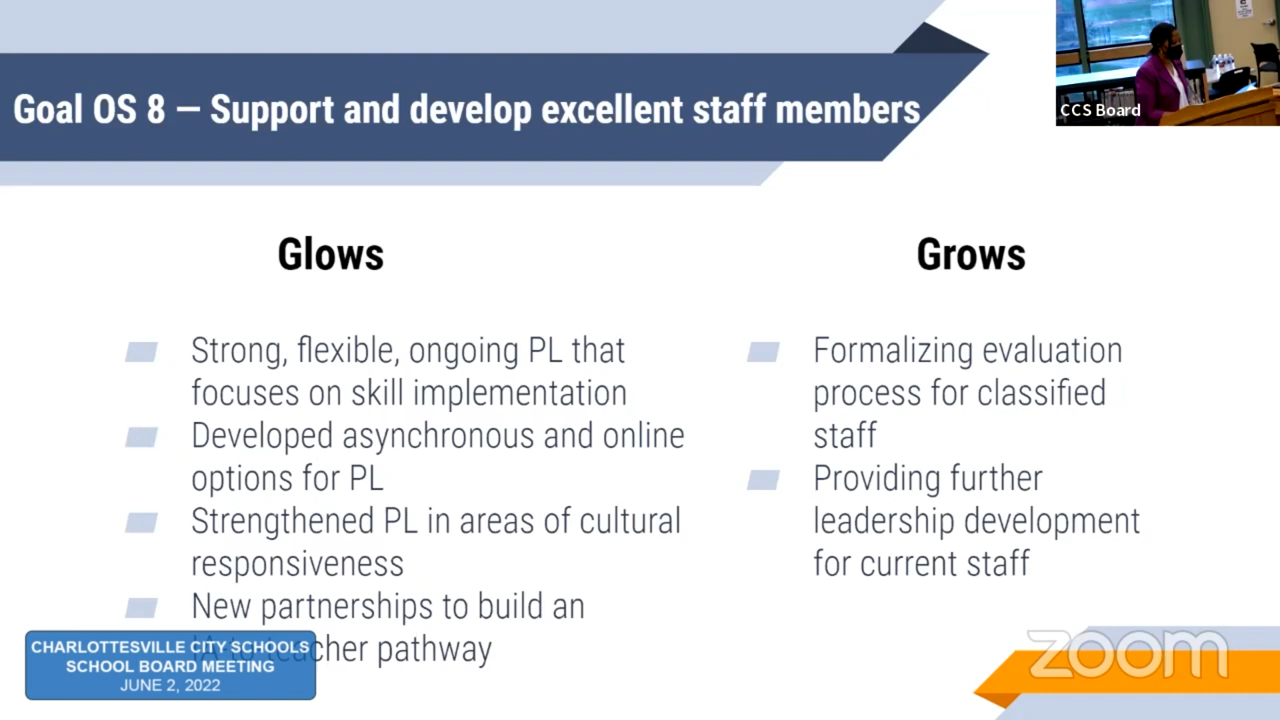 Goal OS 8 — Support and develop excellent staff members
CCS Board
Glows
Strong, flexible, ongoing PL that
focuses on skill implementation
Developed asynchronous and online
options for PL
Strengthened PL in areas of cultural
responsiveness
New partnerships to build an
IA-to-teacher pathway
Grows
Formalizing evaluation
process for classified
staff
Providing further
leadership development
for current staff
CHARLOTTESVILLE CITY SCHOOLS
SCHOOL BOARD MEETING
JUNE 2, 2022
zoom